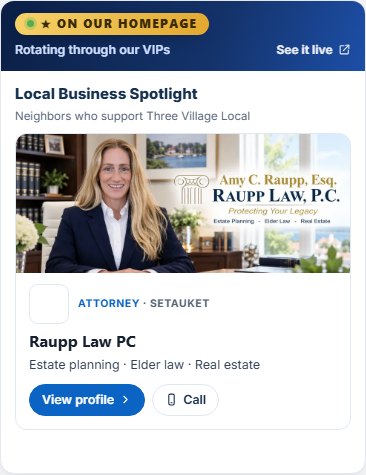 ★ ON OUR HOMEPAGE
Rotating through our VIPs
See it live
Local Business Spotlight
Neighbors who support Three Village Local
Amy C. Raupp, Esq.
RAUPP LAW, P.C.
Protecting Your Legacy
Estate Planning - Elder Law - Real Estate
ATTORNEY · SETAUKET
Raupp Law PC
Estate planning · Elder law · Real estate
View profile
Call